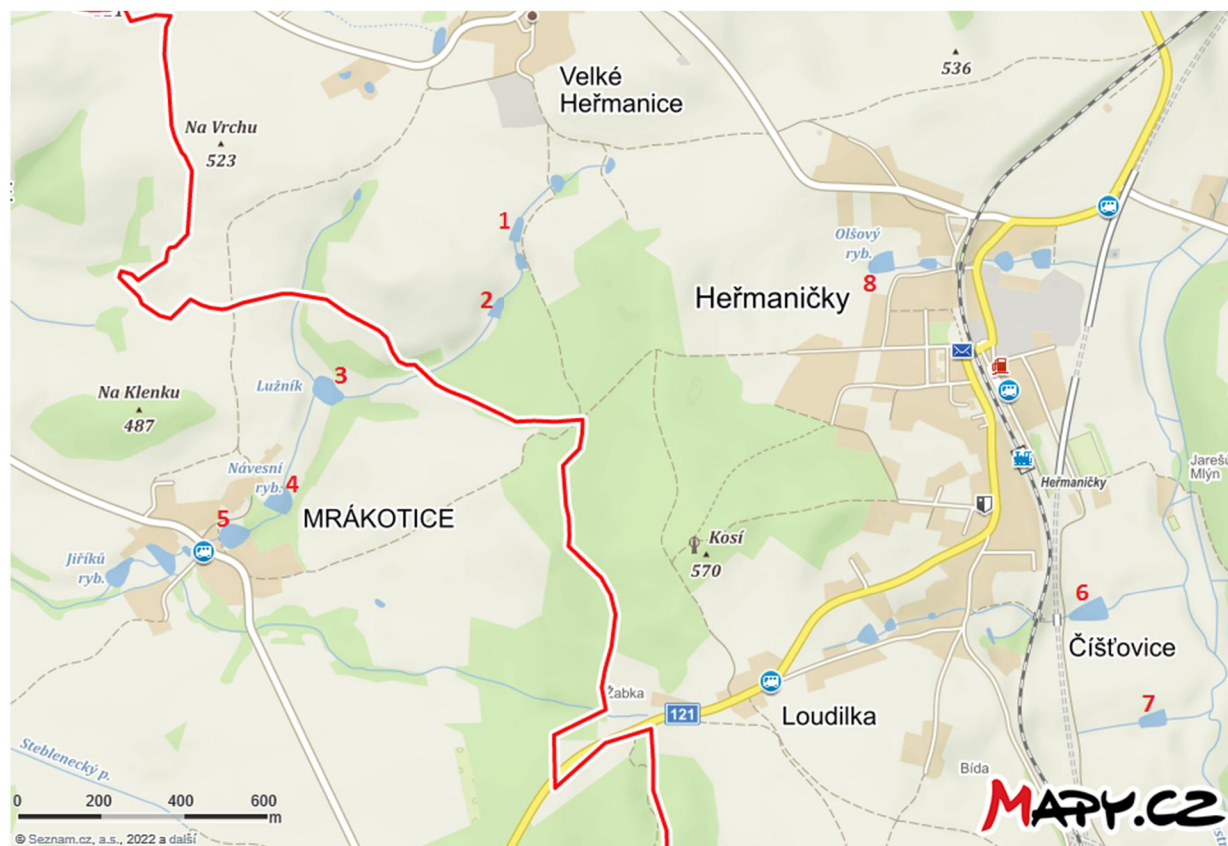 Velké
Heřmanice
536
Na Vrchu
523
1
Olšový
ryb.
8
2
Heřmaničky
Lužník
3
Na Klenku
487
Návesní
ryb.
4
MRÁKOTICE
5
Jiříků
ryb.
Jarešů
Mlýn
Heřmaničky
Kosí
570
6
Číšťovice
7
Žabka
121
Loudilka
Bída
Steblenecký p.
0 200 400 600
m
MAPY.CZ
© Seznam.cz, a.s., 2022 a další